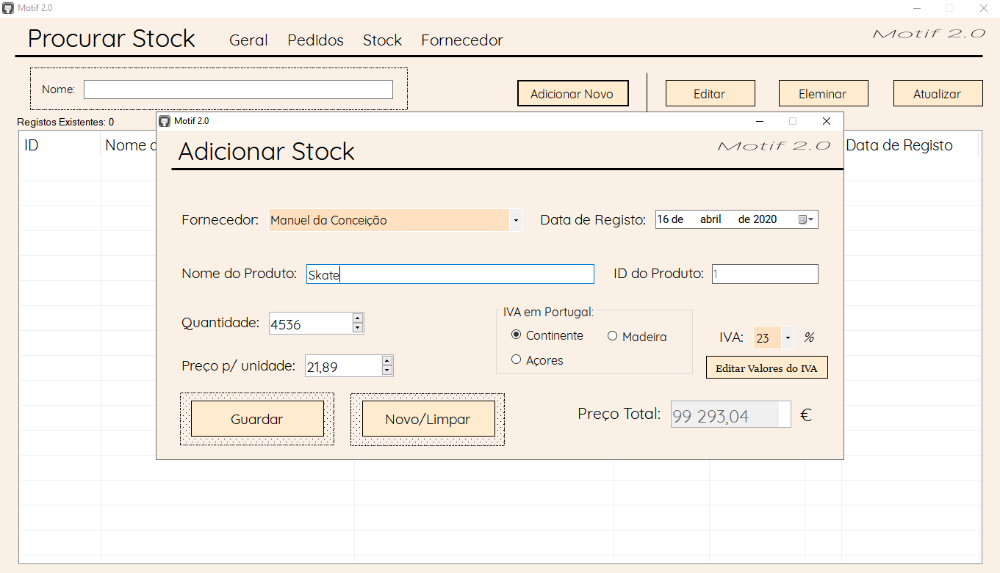 Motif 2.0
Procurar Stock Geral Pedidos Stock Fornecedor Motif 2.0
Nome: Adicionar Novo Editar Eleminar Atualizar
Registos Existentes: 0
ID Nome d Data de Registo
Motif 2.0
Adicionar Stock Motif 2.0
Fornecedor: Manuel da Conceição Data de Registo: 16 de abril de 2020
Nome do Produto: Skate ID do Produto: 1
Quantidade: 4536
IVA em Portugal:
Continente Madeira
Açores
IVA: 23 %
Editar Valores do IVA
Preço p/ unidade: 21,89
Guardar Novo/Limpar Preço Total: 99 293,04 €